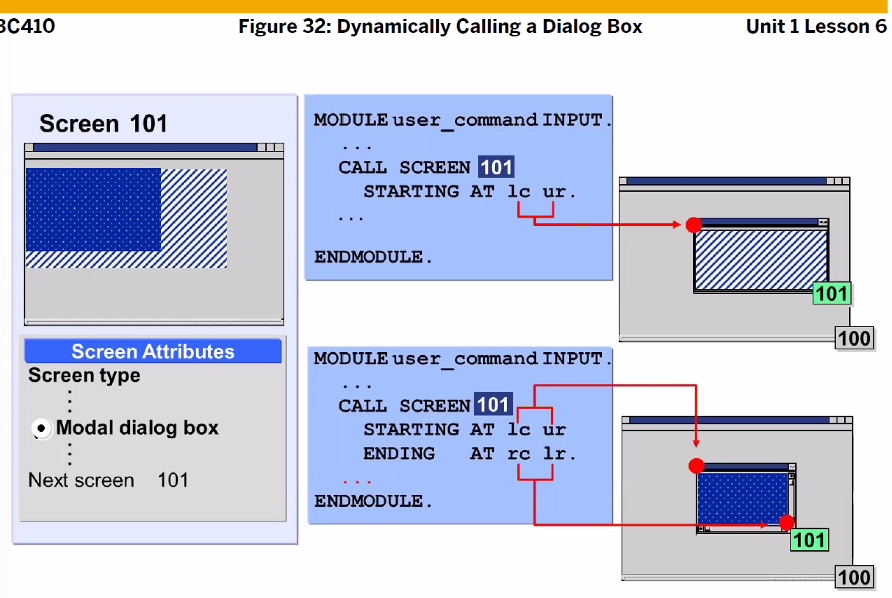 BC410 Figure 32: Dynamically Calling a Dialog Box Unit 1 Lesson 6
Screen 101
Screen Attributes
Screen type
Modal dialog box
Next screen 101
MODULE user_command INPUT.
...
CALL SCREEN 101
STARTING AT lc ur.
...
ENDMODULE.
101
100
MODULE user_command INPUT.
...
CALL SCREEN 101
STARTING AT lc ur
ENDING AT rc lr.
...
ENDMODULE.
101
100